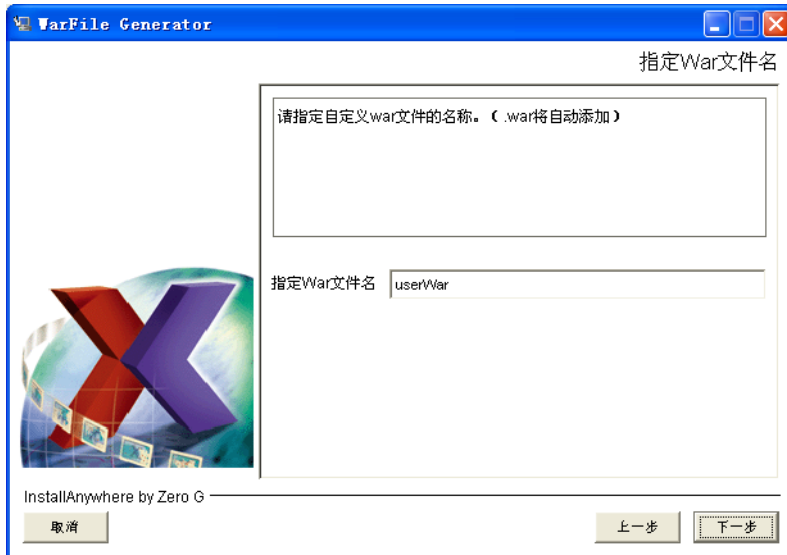 WarFile Generator
指定War文件名
请指定自定义war文件的名称。（.war将自动添加）
指定War文件名
userWar
InstallAnywhere by Zero G
取消
上一步
下一步